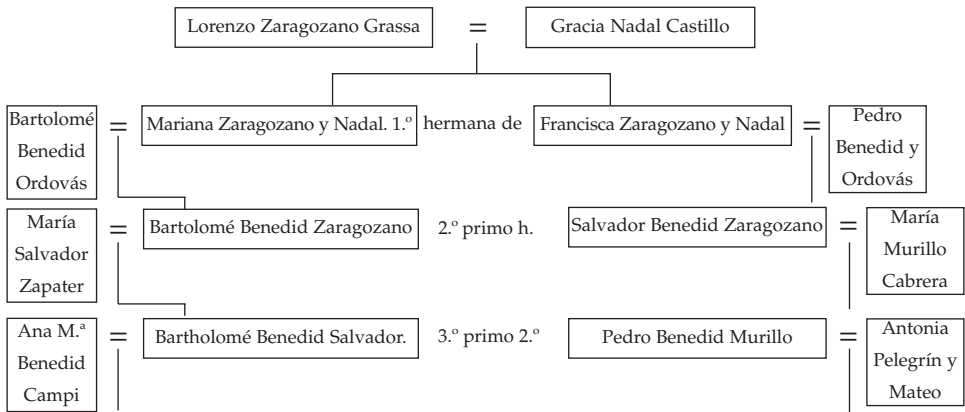 Lorenzo Zaragozano Grassa = Gracia Nadal Castillo
Bartolomé
Benedid
Ordovás
= Mariana Zaragozano y Nadal. 1.º hermana de Francisca Zaragozano y Nadal =
Pedro
Benedid y
Ordovás
María
Salvador
Zapater
= Bartolomé Benedid Zaragozano 2.º primo h. Salvador Benedid Zaragozano =
María
Murillo
Cabrera
Ana M.ª
Benedid
Campi
= Bartholomé Benedid Salvador. 3.º primo 2.º Pedro Benedid Murillo =
Antonia
Pelegrín y
Mateo